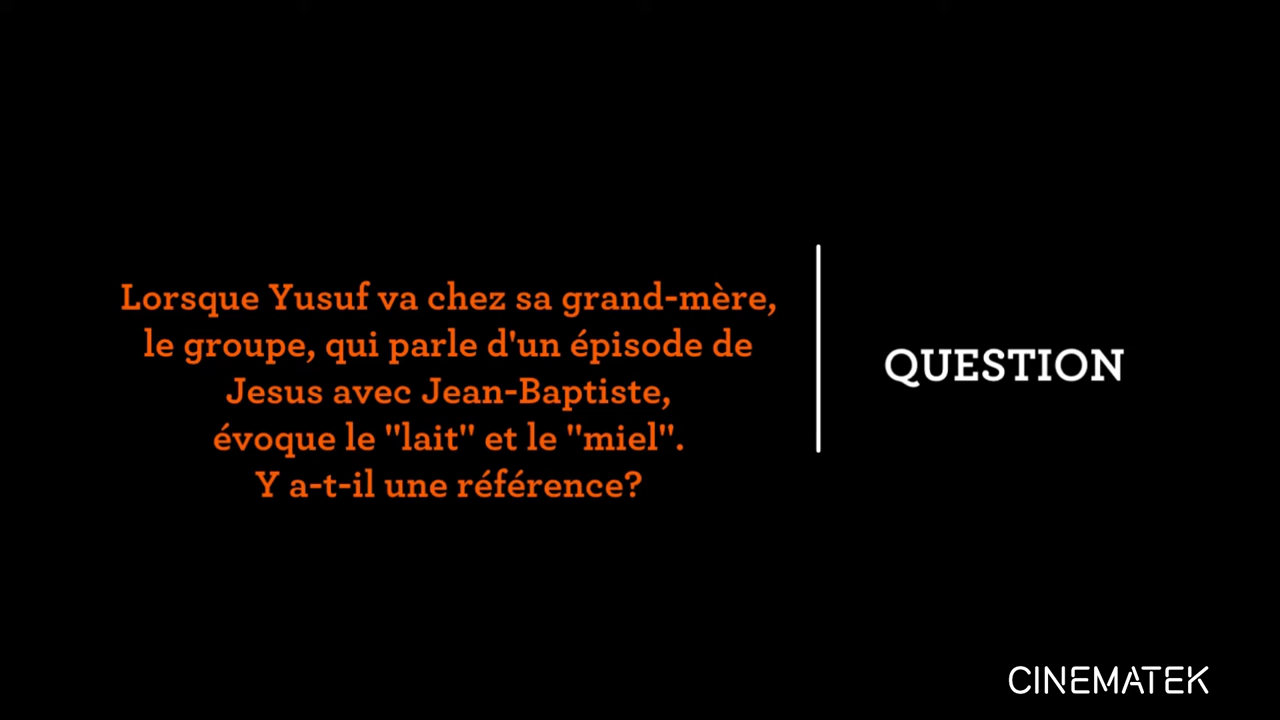 Lorsque Yusuf va chez sa grand-mère,
le groupe, qui parle d'un épisode de
Jesus avec Jean-Baptiste,
évoque le "lait" et le "miel".
Y a-t-il une référence?
QUESTION
CINEMATEK